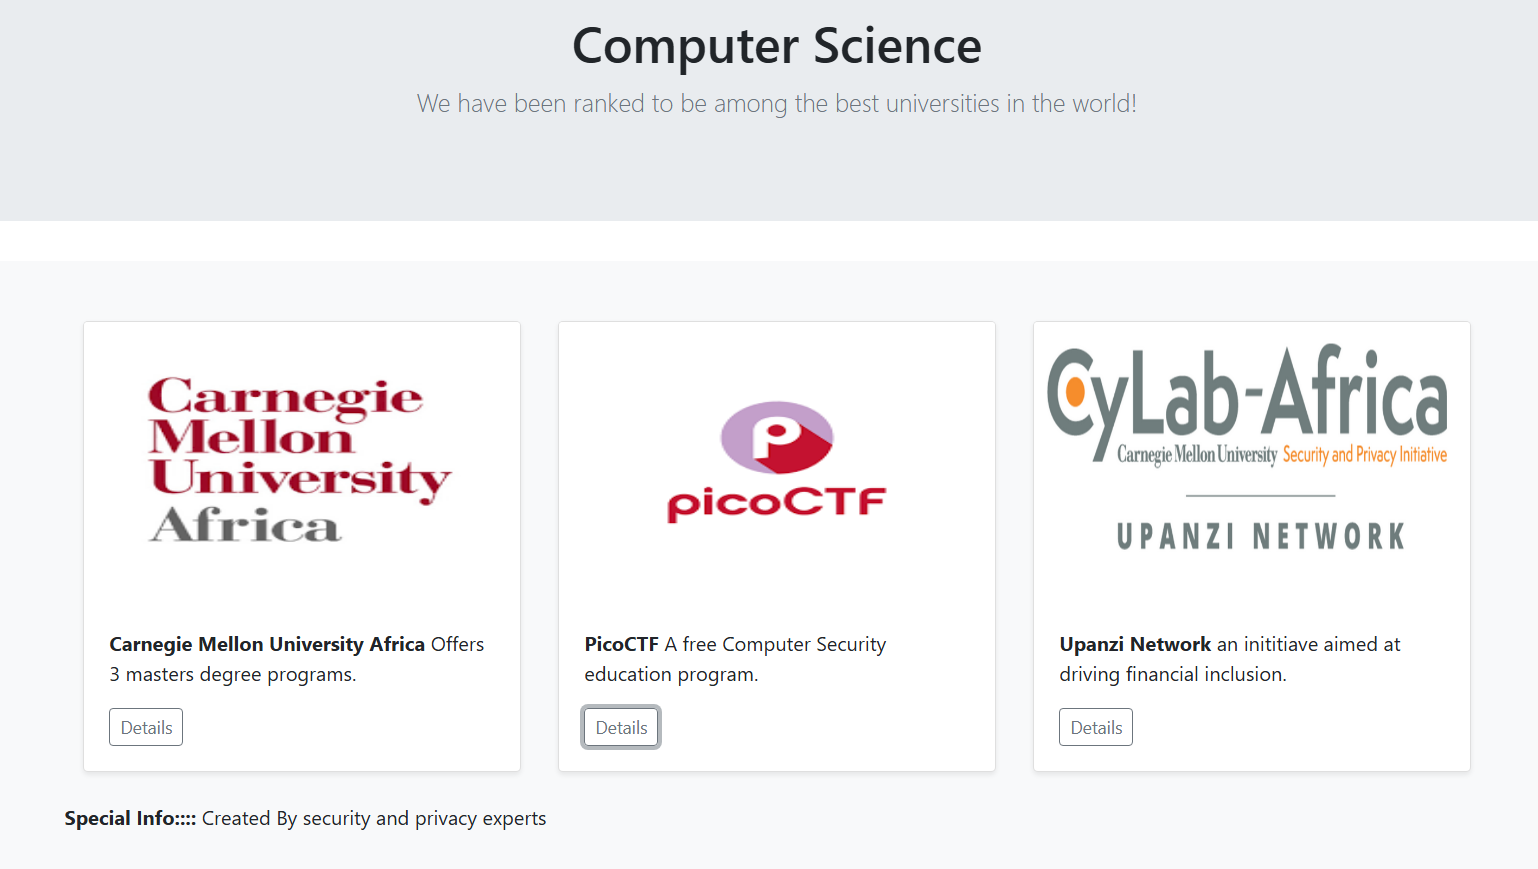 Computer Science
We have been ranked to be among the best universities in the world!
Carnegie
Mellon
University
Africa
Carnegie Mellon University Africa Offers
3 masters degree programs.
Details
P
picoCTF
PicoCTF A free Computer Security
education program.
Details
CyLab-Africa
Carnegie Mellon University Security and Privacy Initiative
UPANZI NETWORK
Upanzi Network an inititiave aimed at
driving financial inclusion.
Details
Special Info:::: Created By security and privacy experts